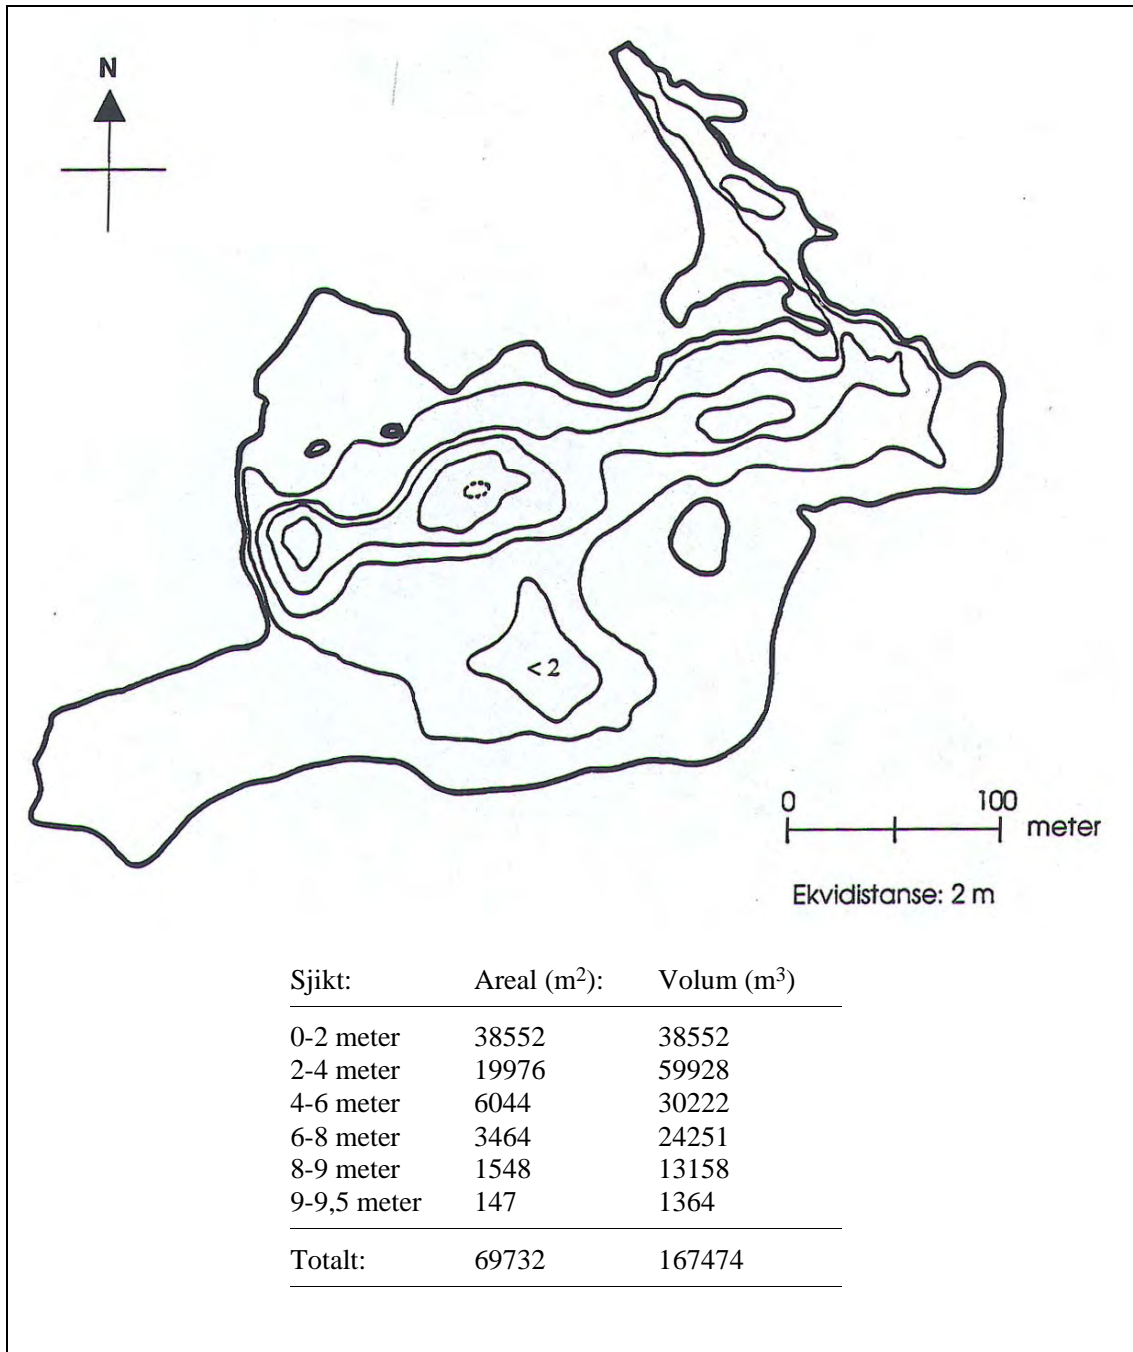 N
<2
0 100
meter
Ekvidistanse: 2 m
Sjikt: Areal (m²): Volum (m³)
0-2 meter 38552 38552
2-4 meter 19976 59928
4-6 meter 6044 30222
6-8 meter 3464 24251
8-9 meter 1548 13158
9-9,5 meter 147 1364
Totalt: 69732 167474